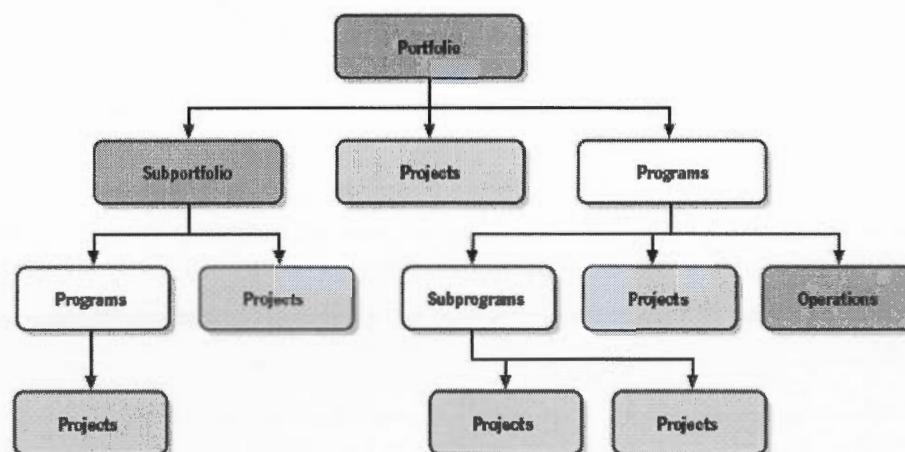 Portfolio
Subportfolio
Projects
Programs
Programs
Projects
Subprograms
Projects
Operations
Projects
Projects
Projects